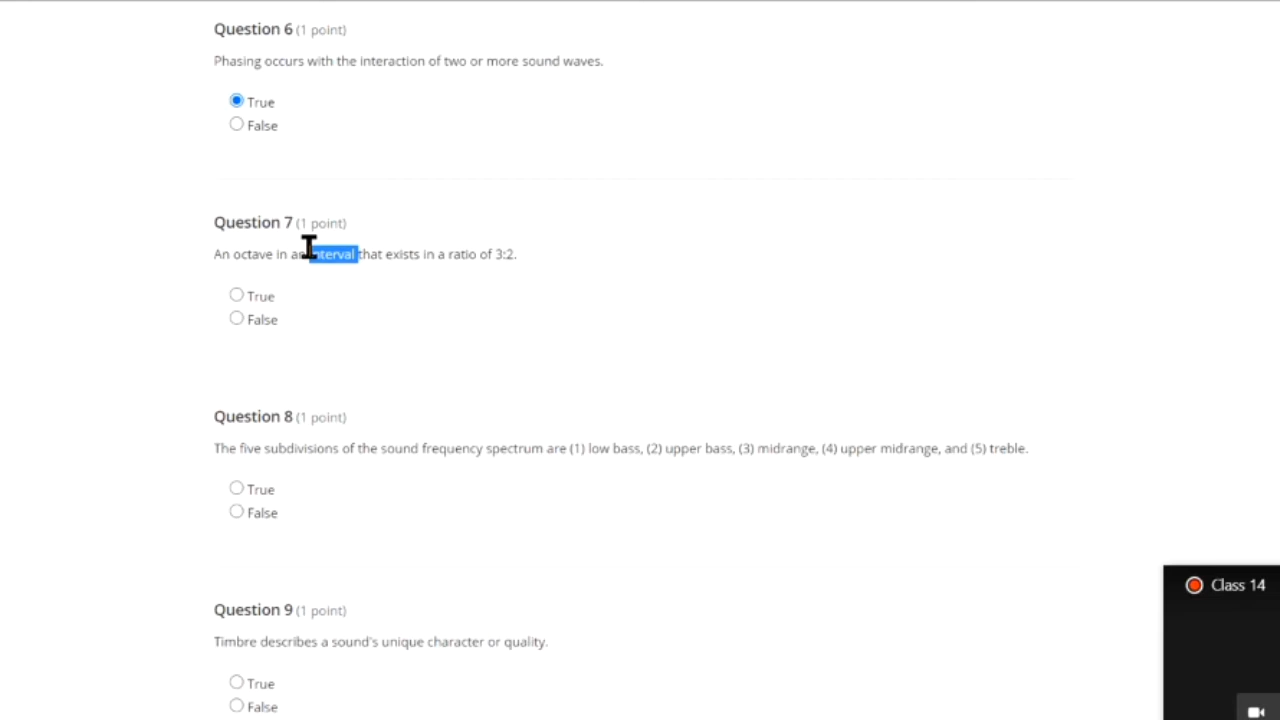 Question 6 (1 point)
Phasing occurs with the interaction of two or more sound waves.
True
False
Question 7 (1 point)
An octave in an interval that exists in a ratio of 3:2.
True
False
Question 8 (1 point)
The five subdivisions of the sound frequency spectrum are (1) low bass, (2) upper bass, (3) midrange, (4) upper midrange, and (5) treble.
True
False
Class 14
Question 9 (1 point)
Timbre describes a sound's unique character or quality.
True
False